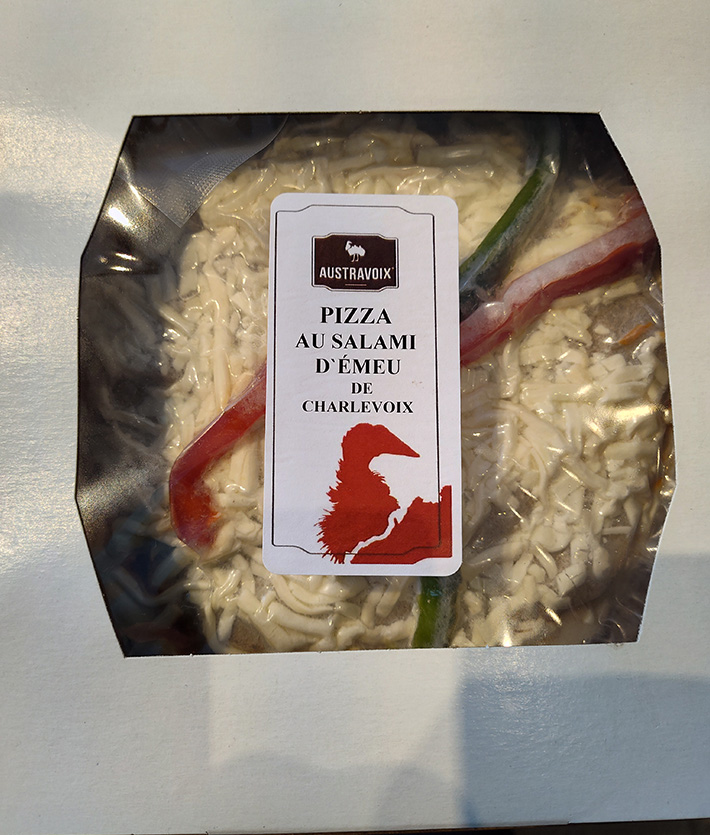 AUSTRAVOIX
PIZZA
AU SALAMI
D`ÉMEU
DE
CHARLEVOIX